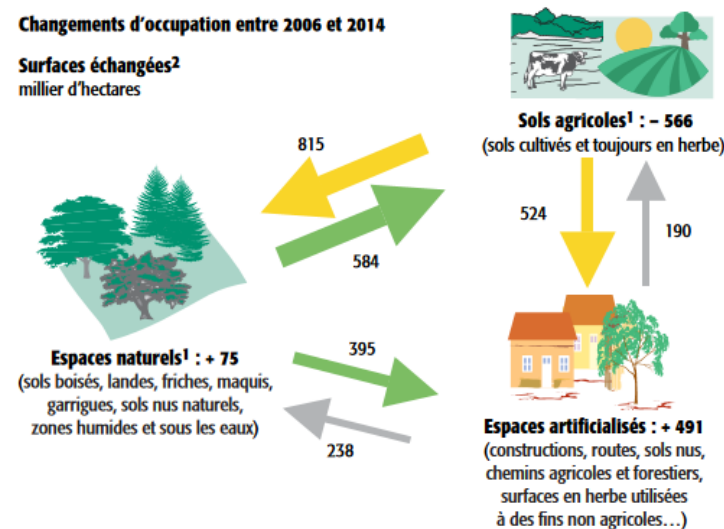 Changements d'occupation entre 2006 et 2014
Surfaces échangées²
millier d'hectares
Sols agricoles¹ : – 566
(sols cultivés et toujours en herbe)
815
584
524
190
Espaces naturels¹ : + 75
(sols boisés, landes, friches, maquis,
garrigues, sols nus naturels,
zones humides et sous les eaux)
395
238
Espaces artificialisés : + 491
(constructions, routes, sols nus,
chemins agricoles et forestiers,
surfaces en herbe utilisées
à des fins non agricoles...)